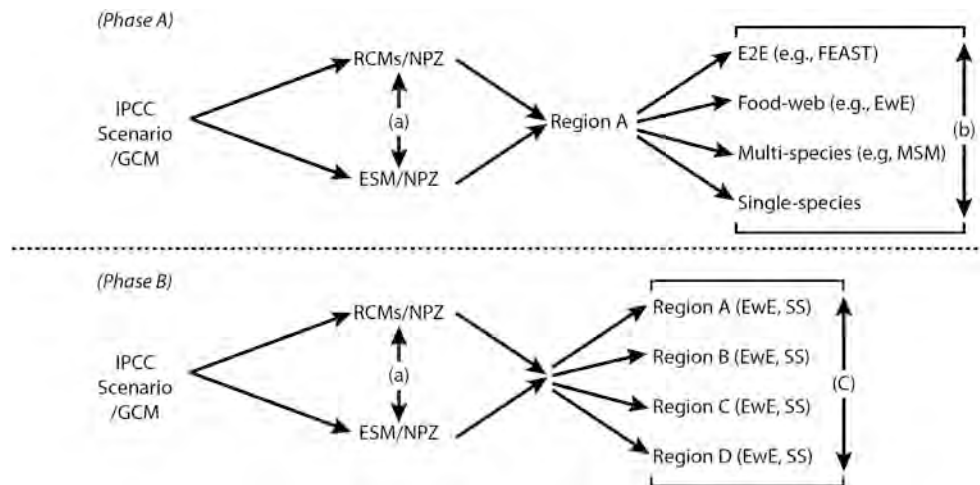 (Phase A)
RCMs/NPZ
IPCC
Scenario
/GCM
(a)
ESM/NPZ
Region A
E2E (e.g., FEAST)
Food-web (e.g., EwE)
Multi-species (e.g, MSM)
Single-species
(b)
(Phase B)
RCMs/NPZ
IPCC
Scenario
/GCM
(a)
ESM/NPZ
Region A (EwE, SS)
Region B (EwE, SS)
Region C (EwE, SS)
Region D (EwE, SS)
(C)